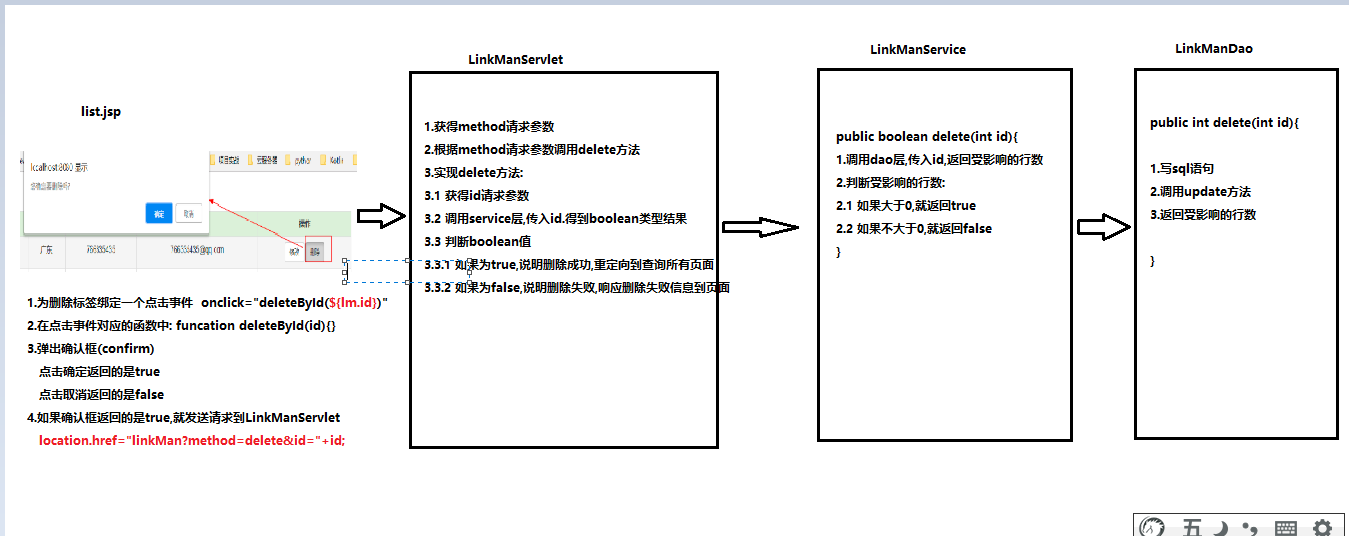 list.jsp
localhost:8080 显示
您确定要删除吗?
确定
取消
项目实战
云服务器
python
操作
广东
766335435
766335435@qq.com
修改
删除
1.为删除标签绑定一个点击事件 onclick="deleteById(${lm.id})"
2.在点击事件对应的函数中: funcation deleteById(id){}
3.弹出确认框(confirm)
点击确定返回的是true
点击取消返回的是false
4.如果确认框返回的是true,就发送请求到LinkManServlet
location.href="linkMan?method=delete&id="+id;
LinkManServlet
1.获得method请求参数
2.根据method请求参数调用delete方法
3.实现delete方法:
3.1 获得id请求参数
3.2 调用service层,传入id.得到boolean类型结果
3.3 判断boolean值
3.3.1 如果为true,说明删除成功,重定向到查询所有页面
3.3.2 如果为false,说明删除失败,响应删除失败信息到页面
LinkManService
public boolean delete(int id){
1.调用dao层,传入id,返回受影响的行数
2.判断受影响的行数:
2.1 如果大于0,就返回true
2.2 如果不大于0,就返回false
}
LinkManDao
public int delete(int id){
1.写sql语句
2.调用update方法
3.返回受影响的行数
}
五